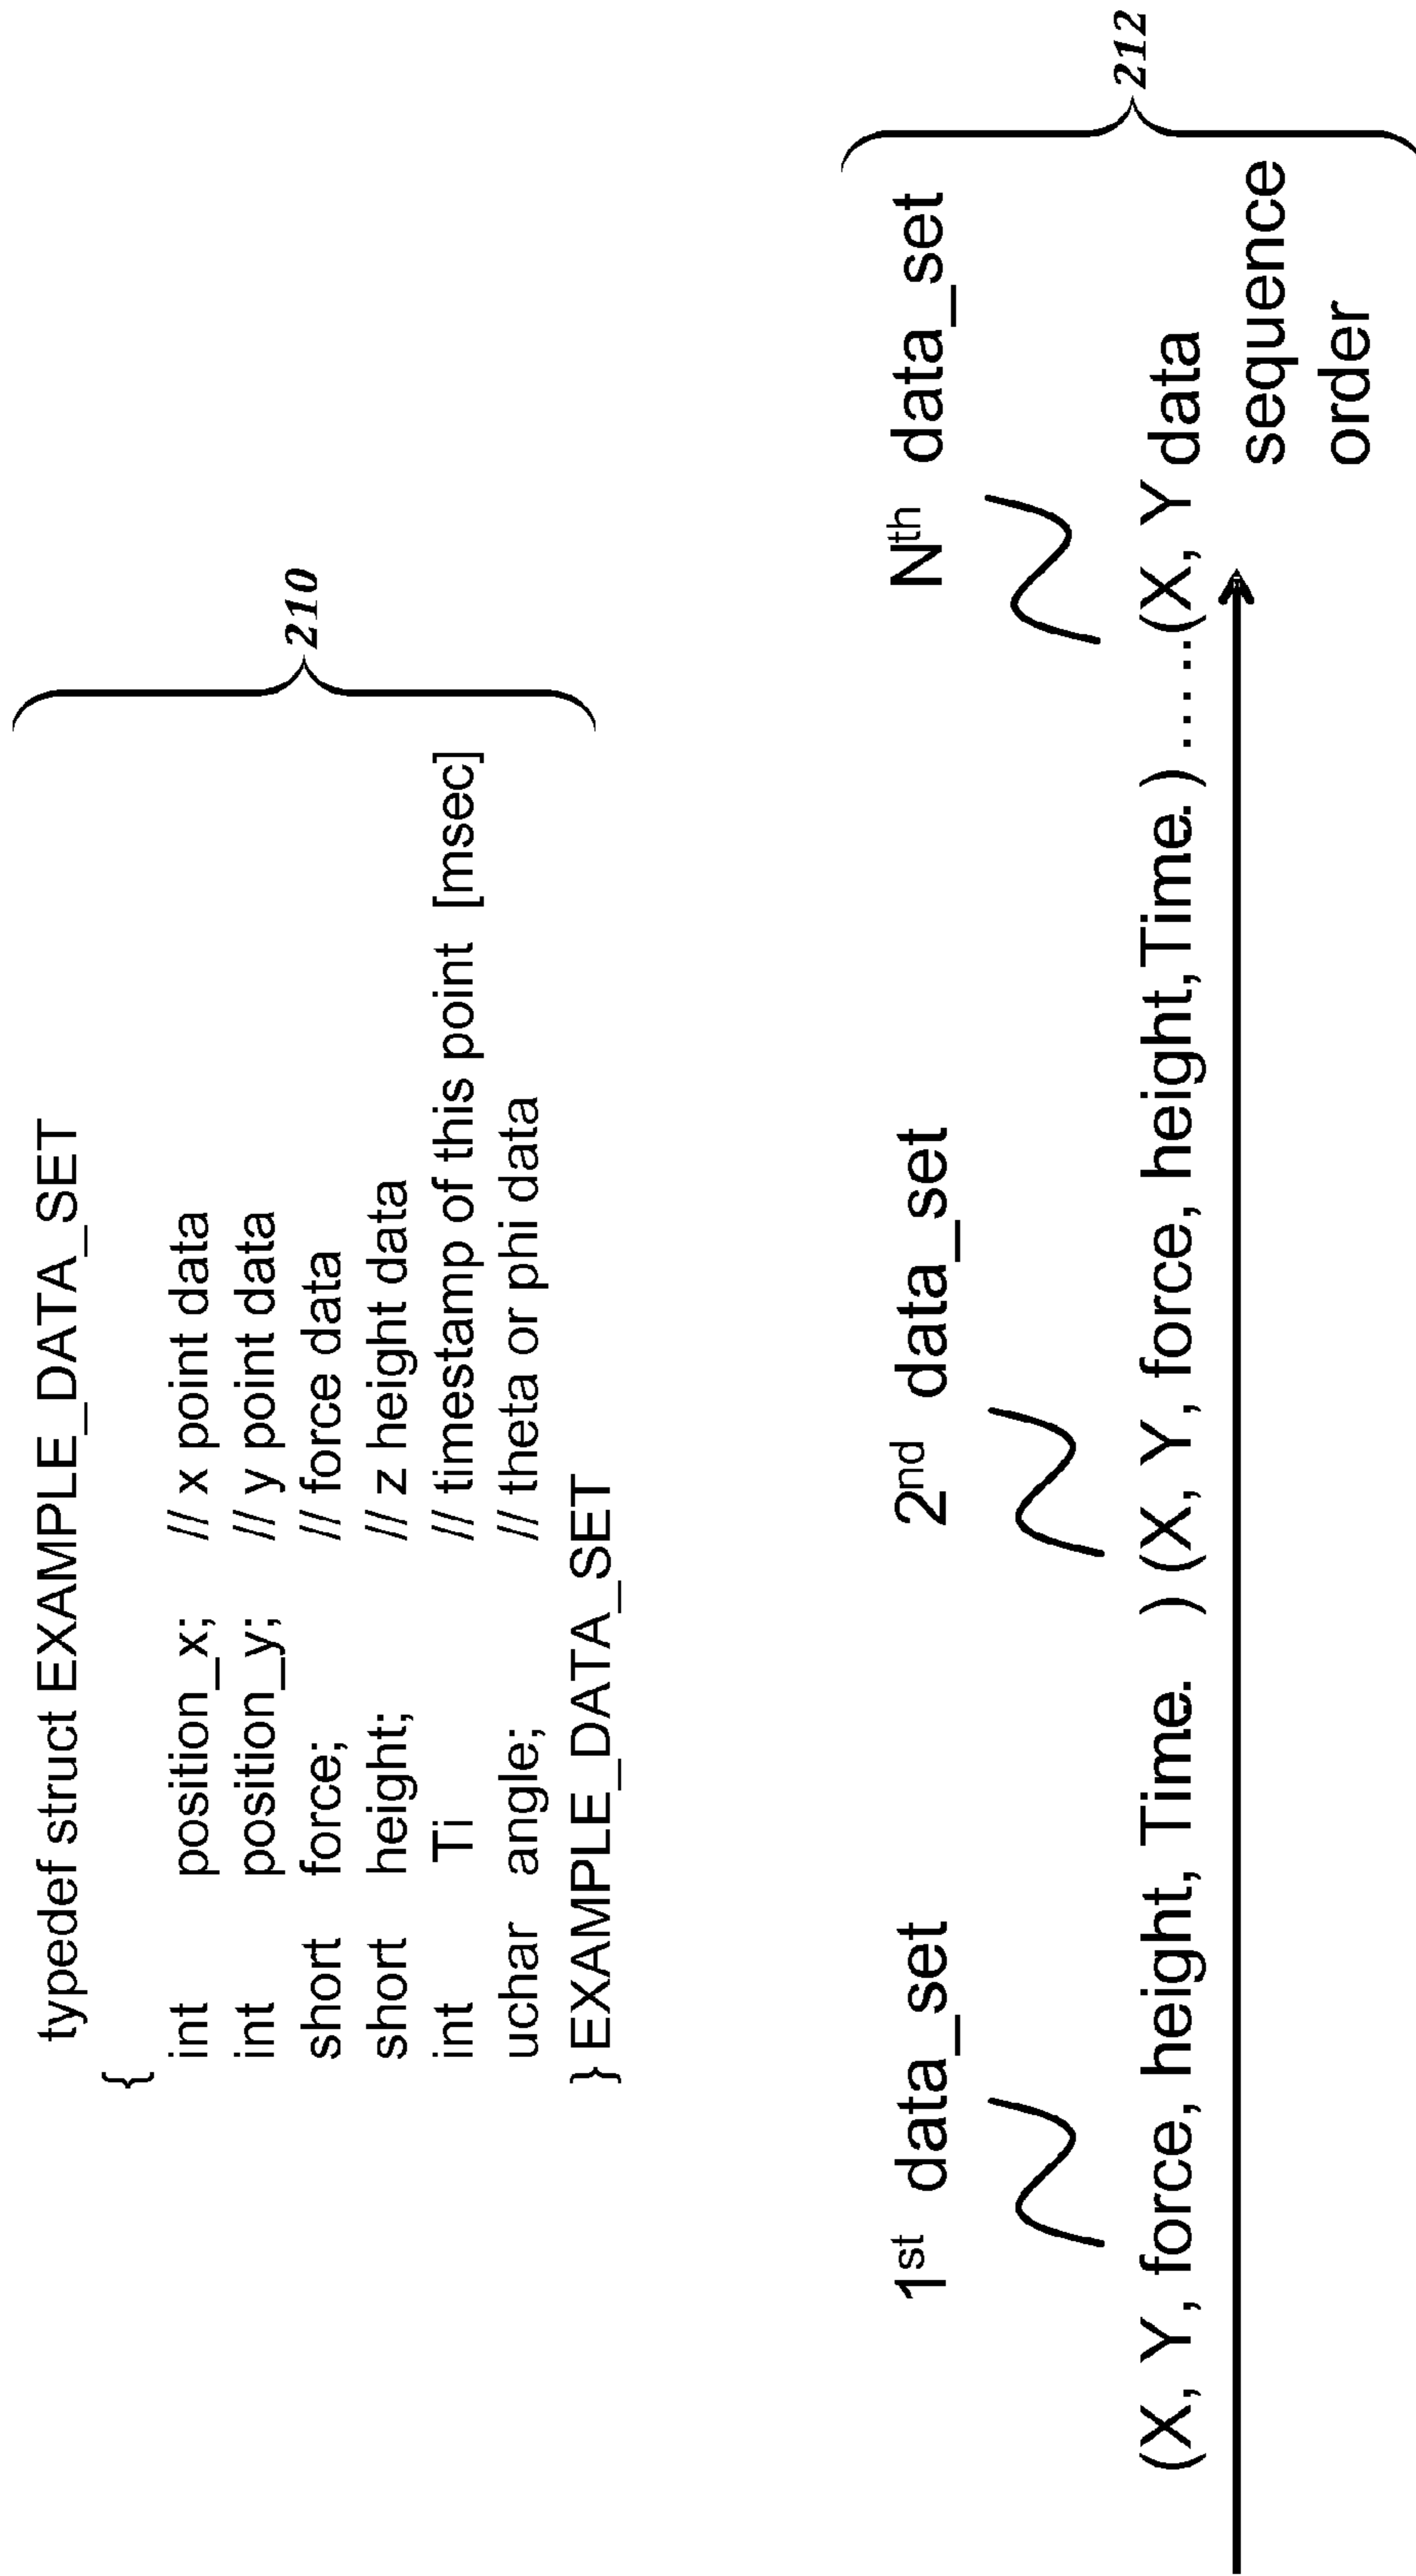 typedef struct EXAMPLE_DATA_SET
{
int position_x; // x point data
int position_y; // y point data
short force; // force data
short height; // z height data
int Ti // timestamp of this point [msec]
uchar angle; // theta or phi data
} EXAMPLE_DATA_SET
210
1st data_set 2nd data_set Nth data_set
(X, Y, force, height, Time. ) (X, Y, force, height, Time. ) ..... (X, Y data
sequence
order
212